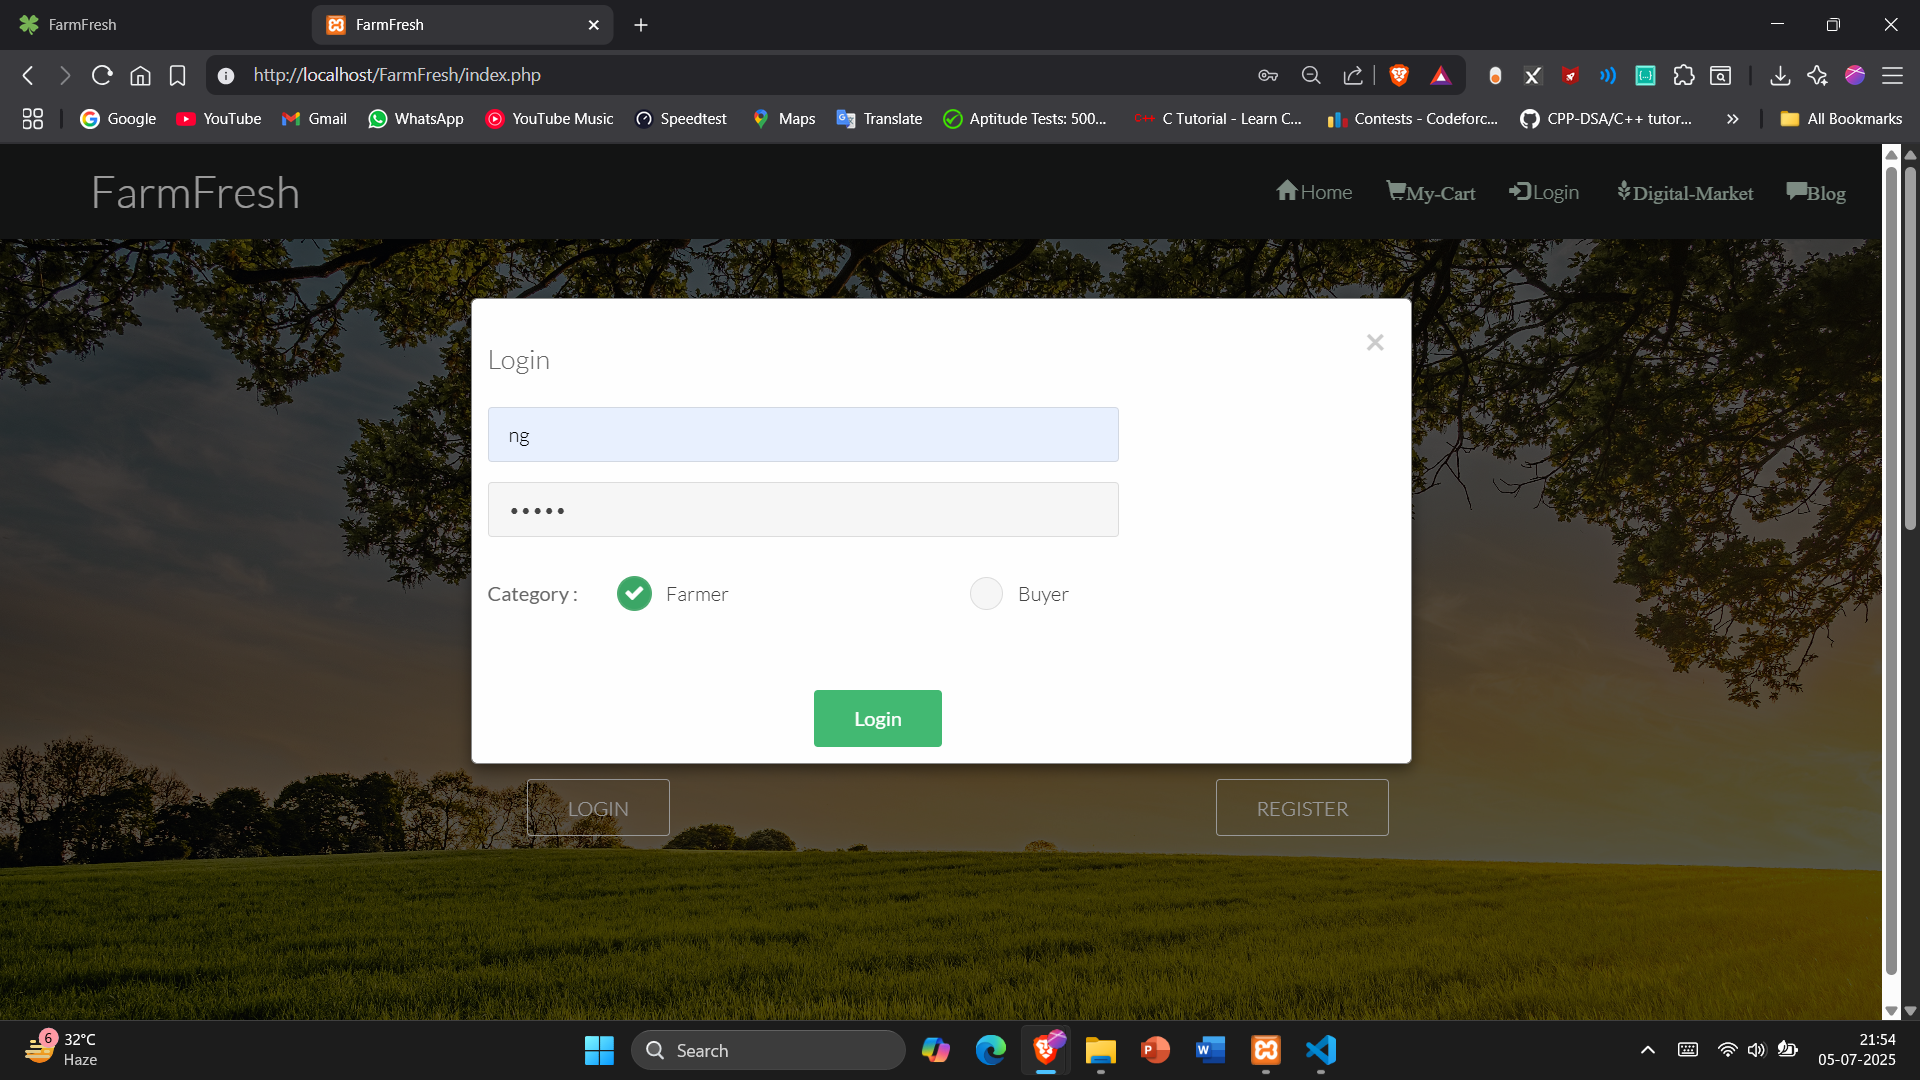 FarmFresh
FarmFresh
http://localhost/FarmFresh/index.php
Google
YouTube
Gmail
WhatsApp
YouTube Music
Speedtest
Maps
Translate
Aptitude Tests: 500...
C++
C Tutorial - Learn C...
Contests - Codeforc...
CPP-DSA/C++ tutor...
All Bookmarks
FarmFresh
Home
My-Cart
Login
Digital-Market
Blog
Login
ng
•••••
Category :
Farmer
Buyer
Login
LOGIN
REGISTER
6
32°C
Haze
Search
21:54
05-07-2025